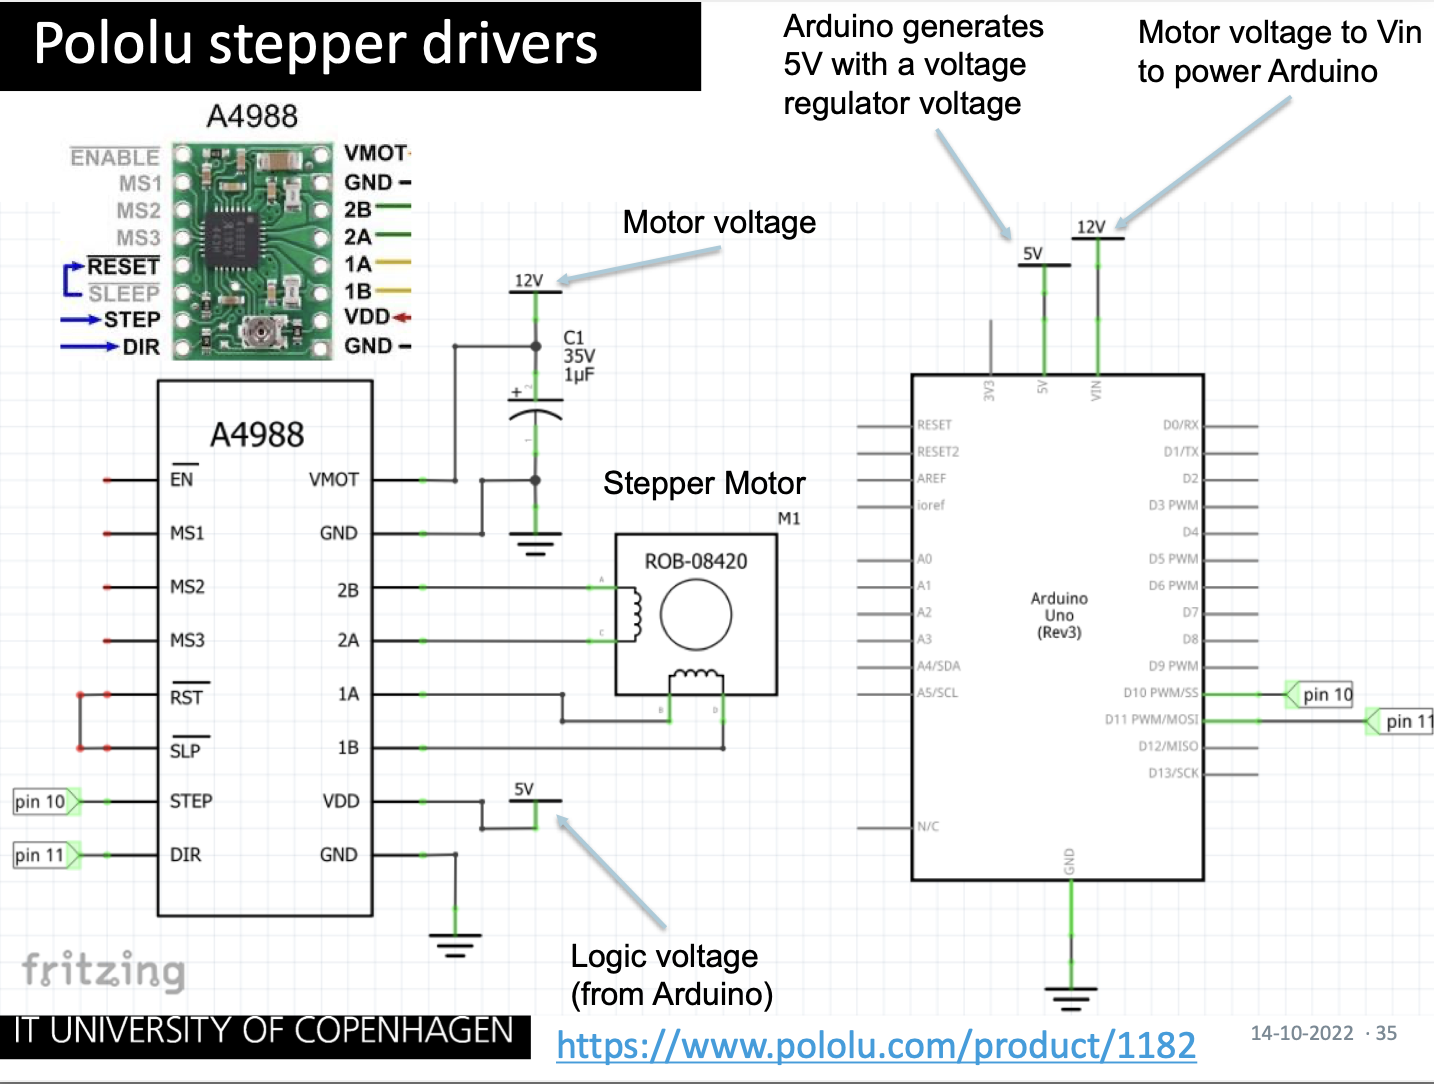 Pololu stepper drivers
Arduino generates
5V with a voltage
regulator voltage
Motor voltage to Vin
to power Arduino
A4988
ENABLE
MS1
MS2
MS3
RESET
SLEEP
STEP
DIR
VMOT
GND
2B
2A
1A
1B
VDD
GND
Motor voltage
12V
C1
35V
1µF
+
2
1
A4988
EN
MS1
MS2
MS3
RST
SLP
STEP
DIR
VMOT
GND
2B
2A
1A
1B
VDD
GND
pin 10
pin 11
Stepper Motor
M1
ROB-08420
A
C
B
D
5V
Logic voltage
(from Arduino)
5V
12V
3V3
5V
VIN
RESET
RESET2
AREF
ioref
A0
A1
A2
A3
A4/SDA
A5/SCL
N/C
Arduino
Uno
(Rev3)
D0/RX
D1/TX
D2
D3 PWM
D4
D5 PWM
D6 PWM
D7
D8
D9 PWM
D10 PWM/SS
D11 PWM/MOSI
D12/MISO
D13/SCK
GND
pin 10
pin 11
fritzing
IT UNIVERSITY OF COPENHAGEN
https://www.pololu.com/product/1182
14-10-2022 · 35